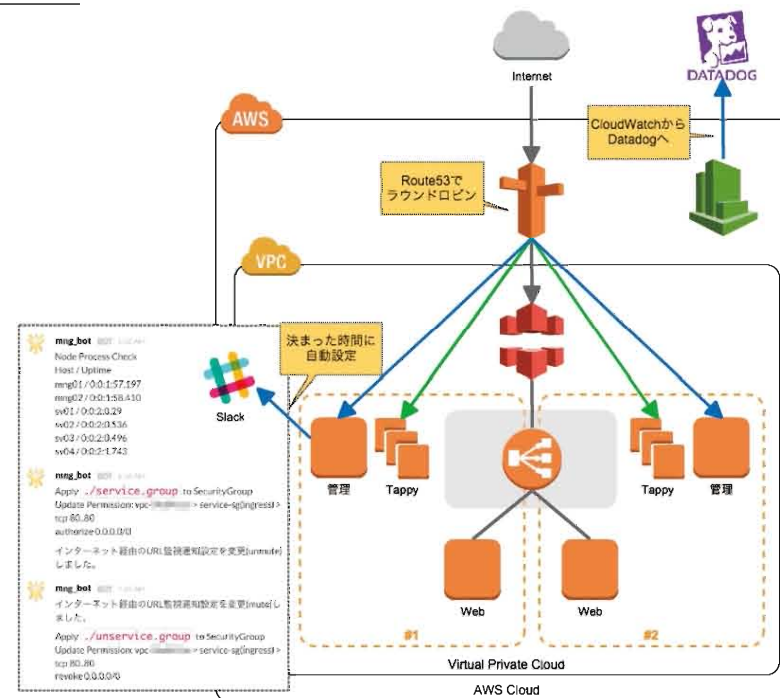 Internet
DATADOG
AWS
CloudWatchから
Datadogへ
Route53で
ラウンドロビン
VPC
決まった時間に
自動設定
Slack
mng_bot BOT
Node Process Check
Host / Uptime
mng01 / 0:0:1:57.197
mng02 / 0:0:1:58.410
sv01 / 0:0:2:0.29
sv02 / 0:0:2:0.536
sv03 / 0:0:2:0.496
sv04 / 0:0:2:1.743
mng_bot BOT
Apply ./service.group to SecurityGroup
Update Permission: vpc- > service-sg(ingress) >
tcp 80..80
authorize 0.0.0.0/0
インターネット経由のURL監視通知設定を変更(unmute)
しました。
mng_bot BOT
インターネット経由のURL監視通知設定を変更(mute)し
ました。
Apply ./unservice.group to SecurityGroup
Update Permission: vpc- > service-sg(ingress) >
tcp 80..80
revoke 0.0.0.0/0
管理
Tappy
Tappy
管理
Web
Web
#1
#2
Virtual Private Cloud
AWS Cloud